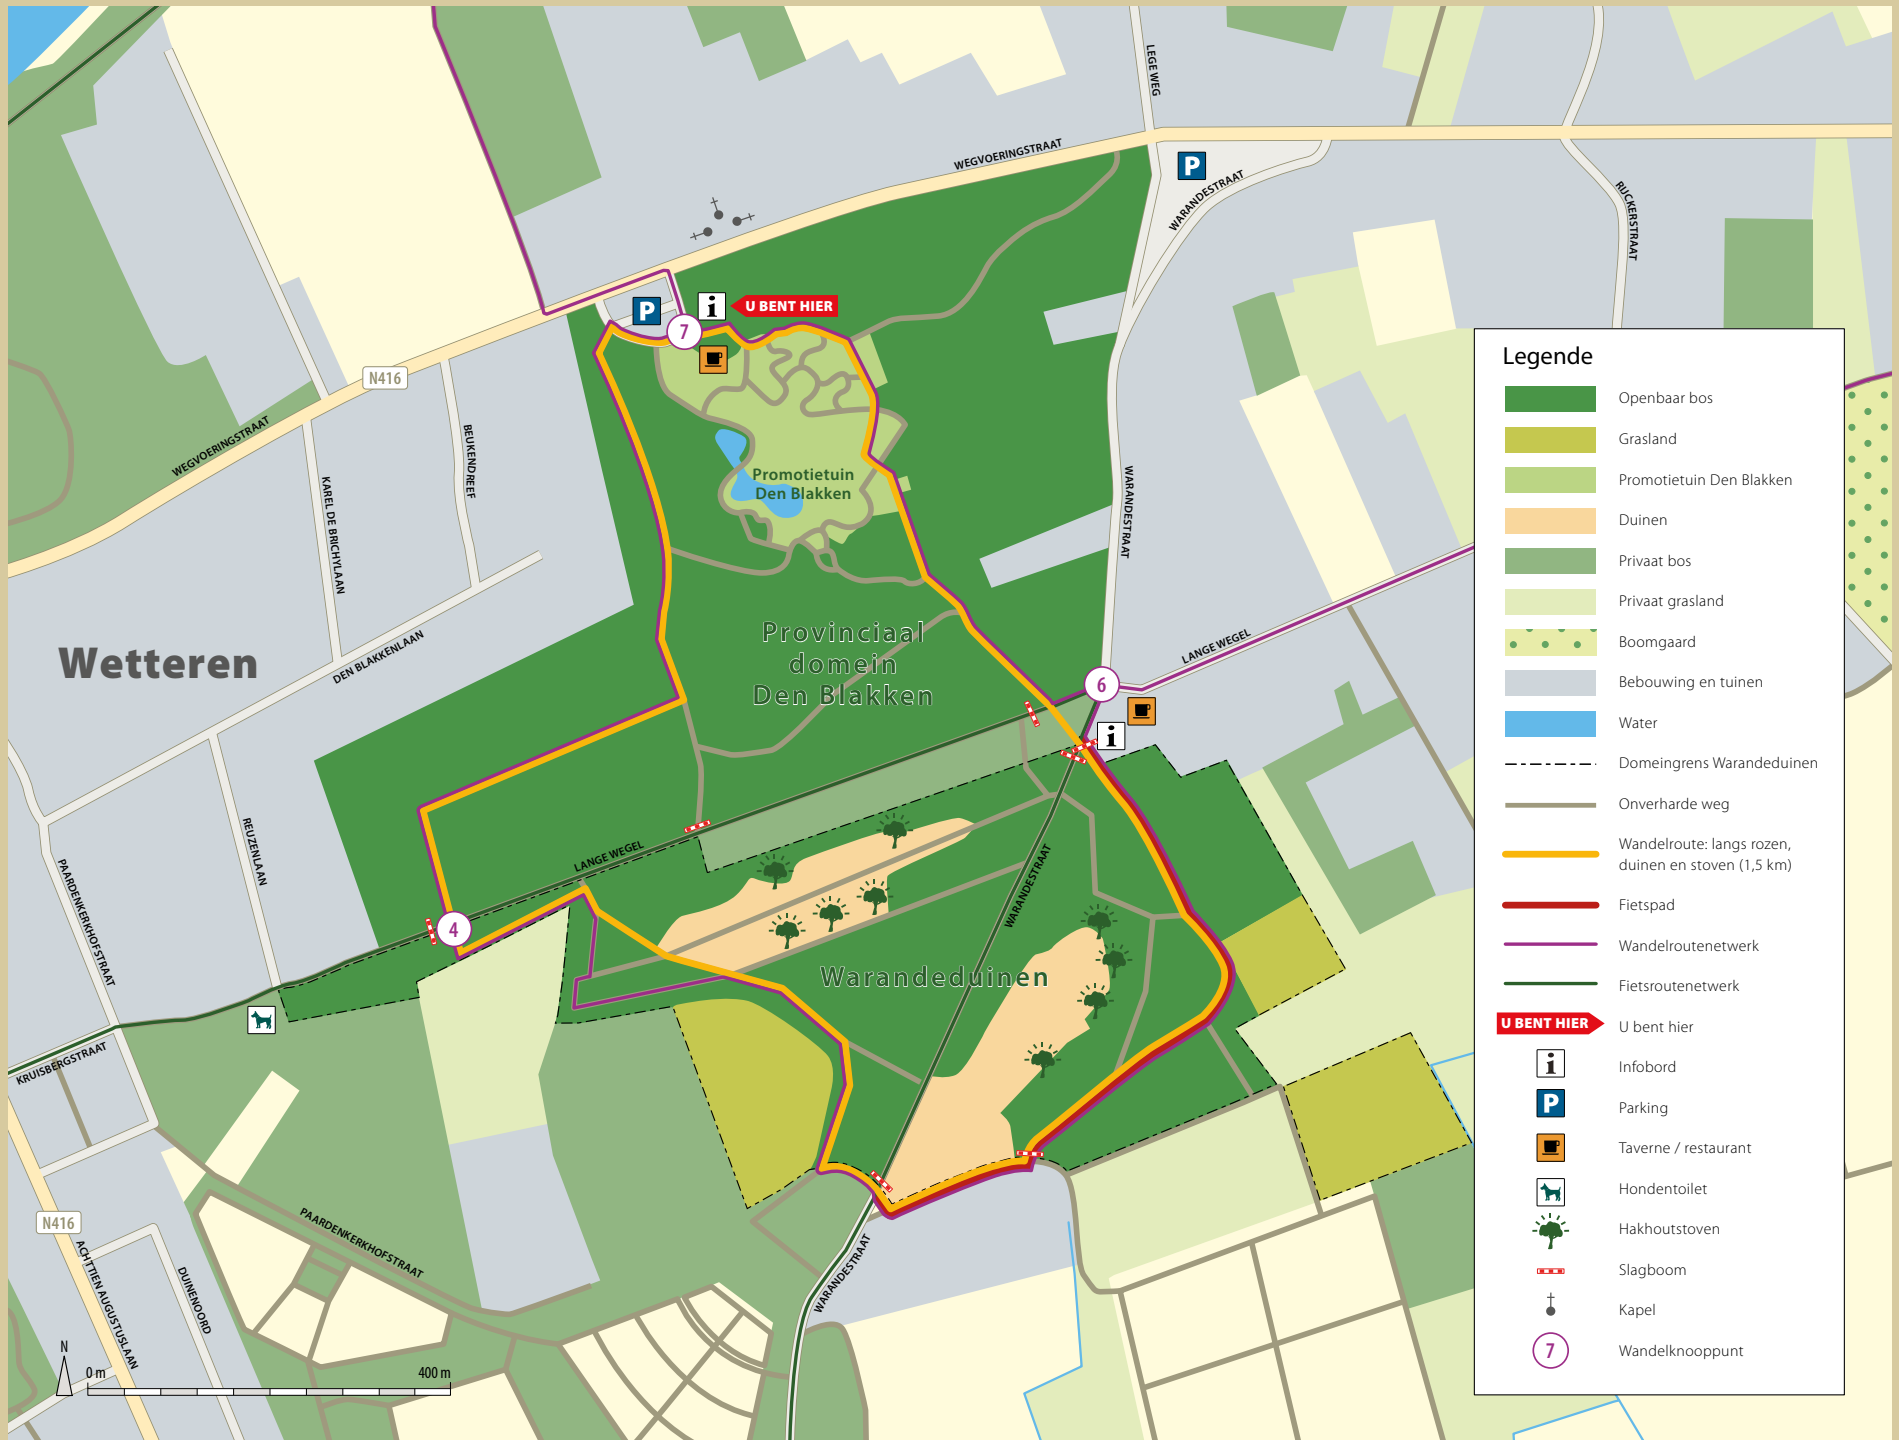 LEGE WEG
WEGVOERINGSTRAAT
P
WARANDESTRAAT
RIJCKERSTRAAT
P
i
U BENT HIER
7
N416
WEGVOERINGSTRAAT
BEUKENDREEF
KAREL DE BRICHYLAAN
Promotietuin
Den Blakken
WARANDESTRAAT
Wetteren
DEN BLAKKENLAAN
Provinciaal
domein
Den Blakken
LANGE WEGEL
6
i
REUZENLAAN
PAARDENKERKHOFSTRAAT
LANGE WEGEL
WARANDESTRAAT
4
Warandeduinen
KRUISBERGSTRAAT
N416
ACHTTIEN AUGUSTUSLAAN
DUINENOORD
PAARDENKERKHOFSTRAAT
WARANDESTRAAT
N
0 m
400 m
Legende
Openbaar bos
Grasland
Promotietuin Den Blakken
Duinen
Privaat bos
Privaat grasland
Boomgaard
Bebouwing en tuinen
Water
Domeingrens Warandeduinen
Onverharde weg
Wandelroute: langs rozen,
duinen en stoven (1,5 km)
Fietspad
Wandelroutenetwerk
Fietsroutenetwerk
U BENT HIER U bent hier
i Infobord
P Parking
Taverne / restaurant
Hondentoilet
Hakhoutstoven
Slagboom
Kapel
7 Wandelknooppunt